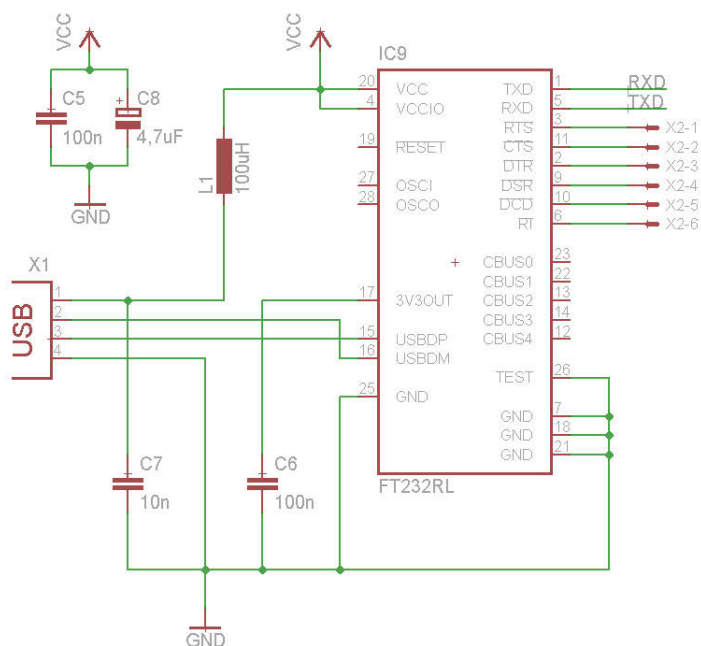 VCC
C5
100n
+
C8
4,7uF
GND
VCC
L1
100uH
IC9
20 VCC
4 VCCIO
19 RESET
27 OSCI
28 OSCO
17 3V3OUT
15 USBDP
16 USBDM
25 GND
TXD 1 RXD
RXD 5 TXD
RTS 3 X2-1
CTS 11 X2-2
DTR 2 X2-3
DSR 9 X2-4
DCD 10 X2-5
RT 6 X2-6
CBUS0 23
CBUS1 22
CBUS2 13
CBUS3 14
CBUS4 12
TEST 26
GND 7
GND 18
GND 21
FT232RL
X1
USB
1
2
3
4
C7
10n
C6
100n
GND